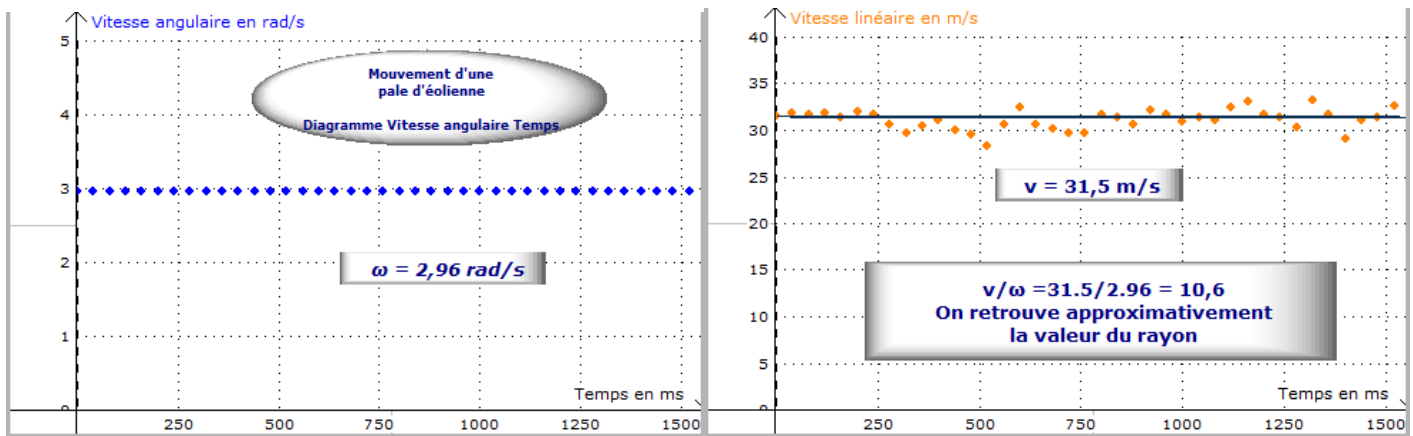 Vitesse angulaire en rad/s
5
4
3
2
1
0
Mouvement d'une
pale d'éolienne
Diagramme Vitesse angulaire Temps
ω = 2,96 rad/s
Temps en ms
250
500
750
1000
1250
1500
Vitesse linéaire en m/s
40
35
30
25
20
15
10
5
0
v = 31,5 m/s
v/ω =31.5/2.96 = 10,6
On retrouve approximativement
la valeur du rayon
Temps en ms
250
500
750
1000
1250
1500